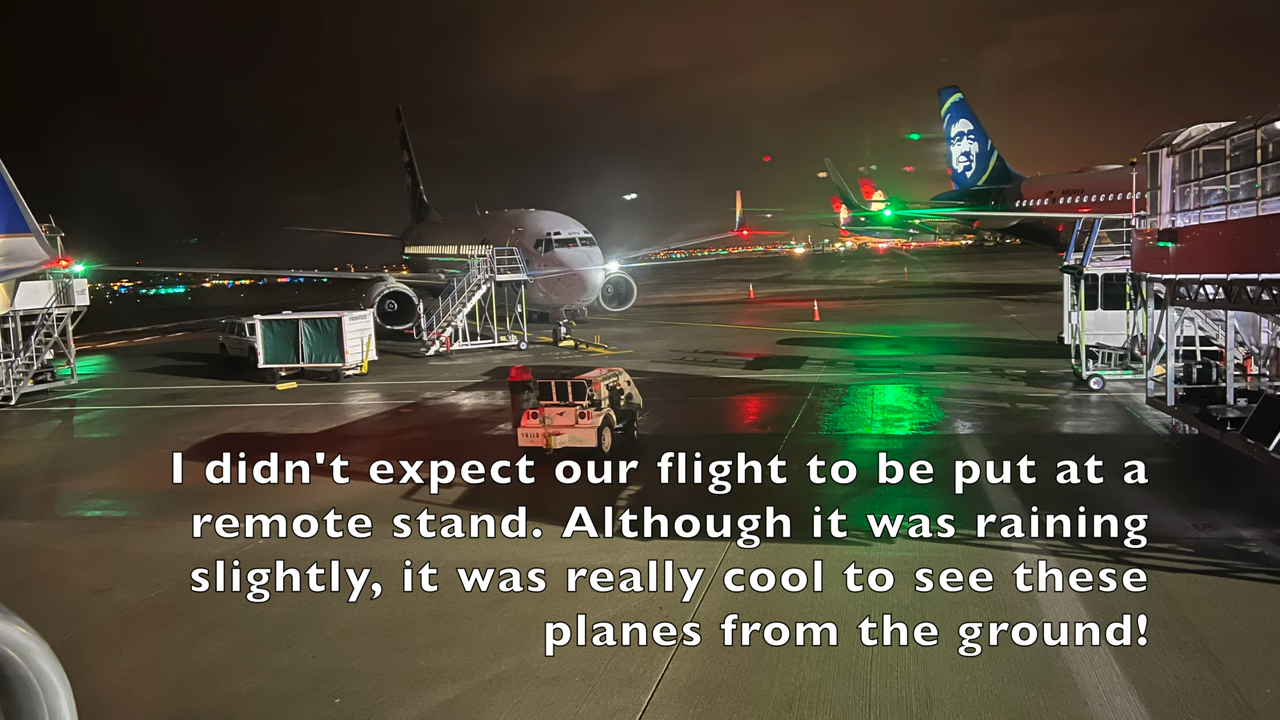 I didn't expect our flight to be put at a
remote stand. Although it was raining
slightly, it was really cool to see these
planes from the ground!